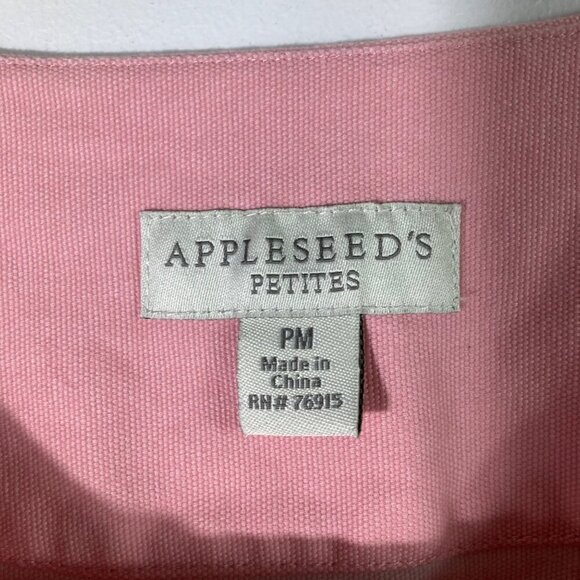 APPLESEED'S
PETITES
PM
Made in
China
RN# 76915